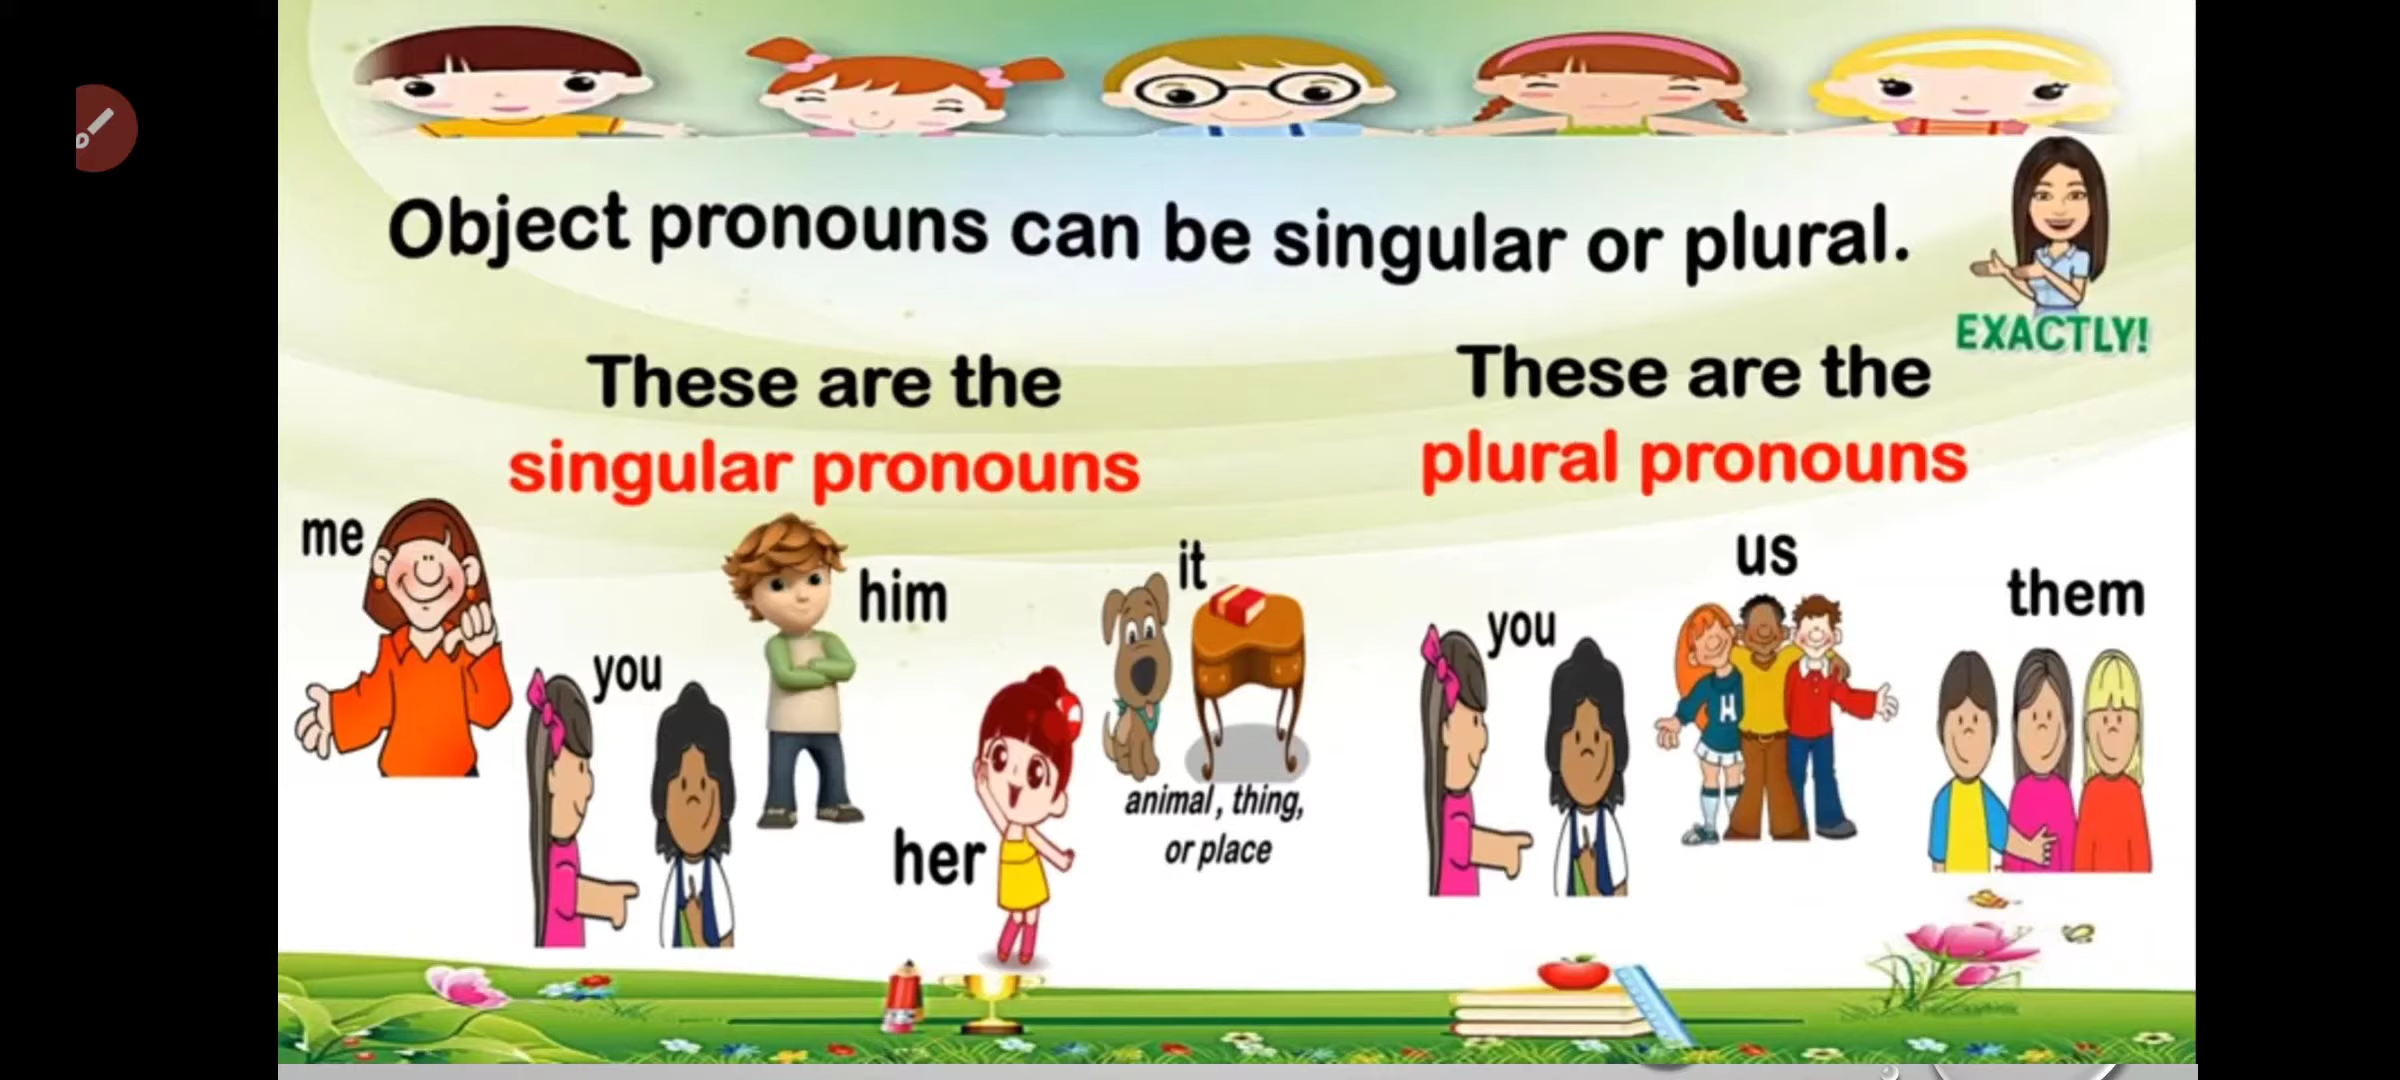 Object pronouns can be singular or plural.
EXACTLY!
These are the
singular pronouns
me
you
him
her
it
animal, thing,
or place
These are the
plural pronouns
you
us
them
H